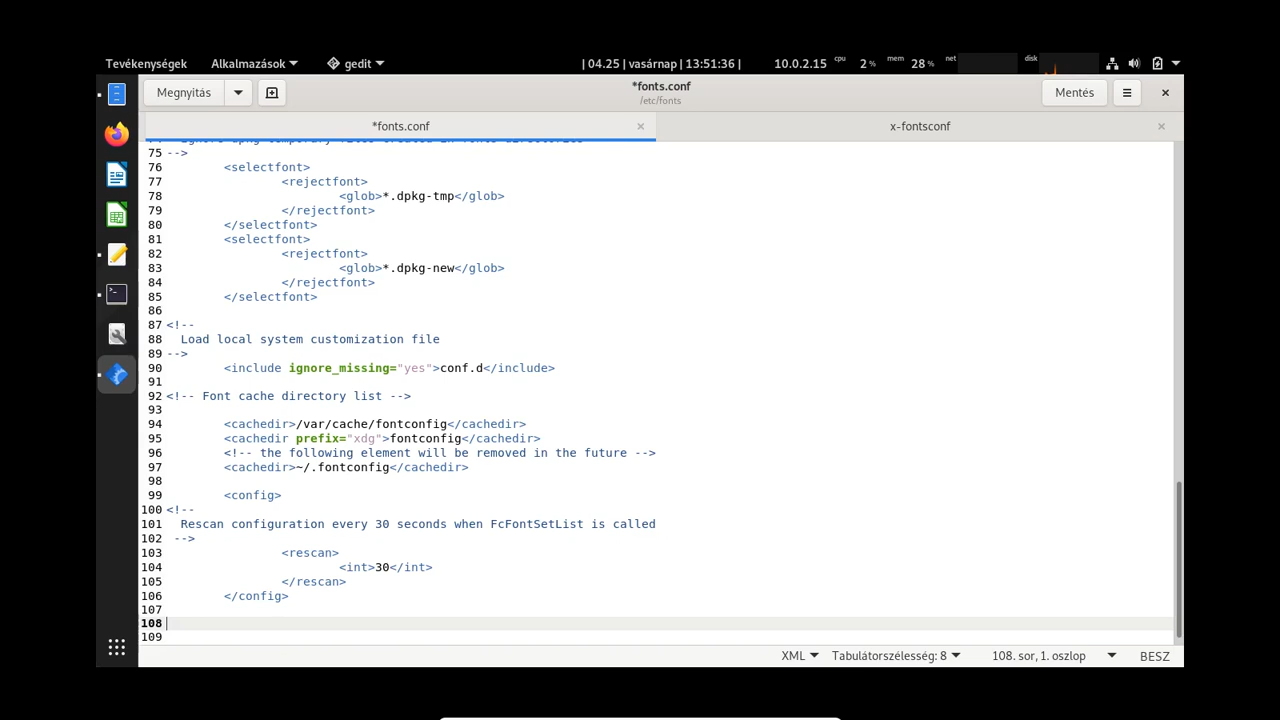 Tevékenységek Alkalmazások gedit | 04.25 | vasárnap | 13:51:36 | 10.0.2.15 cpu 2 % mem 28 % net disk
Megnyitás *fonts.conf Mentés
/etc/fonts
*fonts.conf x-fontsconf
75 -->
76 <selectfont>
77 <rejectfont>
78 <glob>*.dpkg-tmp</glob>
79 </rejectfont>
80 </selectfont>
81 <selectfont>
82 <rejectfont>
83 <glob>*.dpkg-new</glob>
84 </rejectfont>
85 </selectfont>
86
87 <!--
88 Load local system customization file
89 -->
90 <include ignore_missing="yes">conf.d</include>
91
92 <!-- Font cache directory list -->
93
94 <cachedir>/var/cache/fontconfig</cachedir>
95 <cachedir prefix="xdg">fontconfig</cachedir>
96 <!-- the following element will be removed in the future -->
97 <cachedir>~/.fontconfig</cachedir>
98
99 <config>
100 <!--
101 Rescan configuration every 30 seconds when FcFontSetList is called
102 -->
103 <rescan>
104 <int>30</int>
105 </rescan>
106 </config>
107
108
109
XML Tabulátorszélesség: 8 108. sor, 1. oszlop BESZ